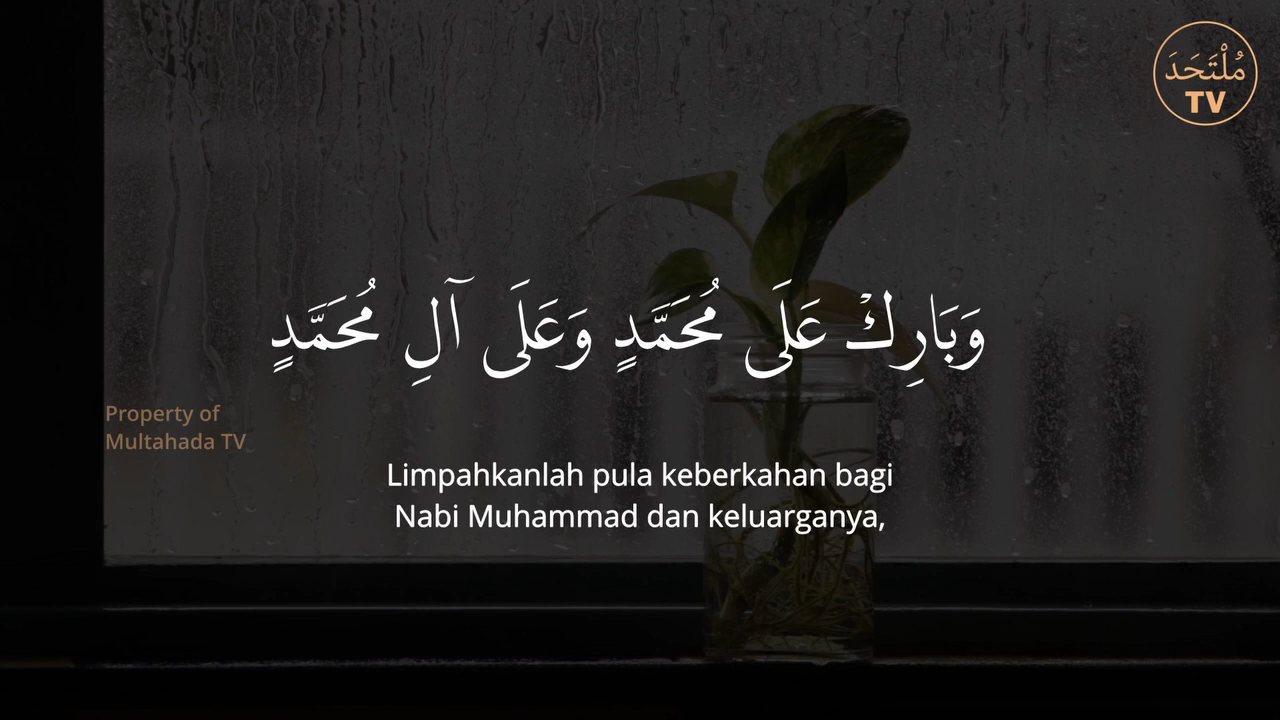 مُلْتَحَدَ
TV
وَبَارِكْ عَلَى مُحَمَّدٍ وَعَلَى آلِ مُحَمَّدٍ
Property of
Multahada TV
Limpahkanlah pula keberkahan bagi
Nabi Muhammad dan keluarganya,